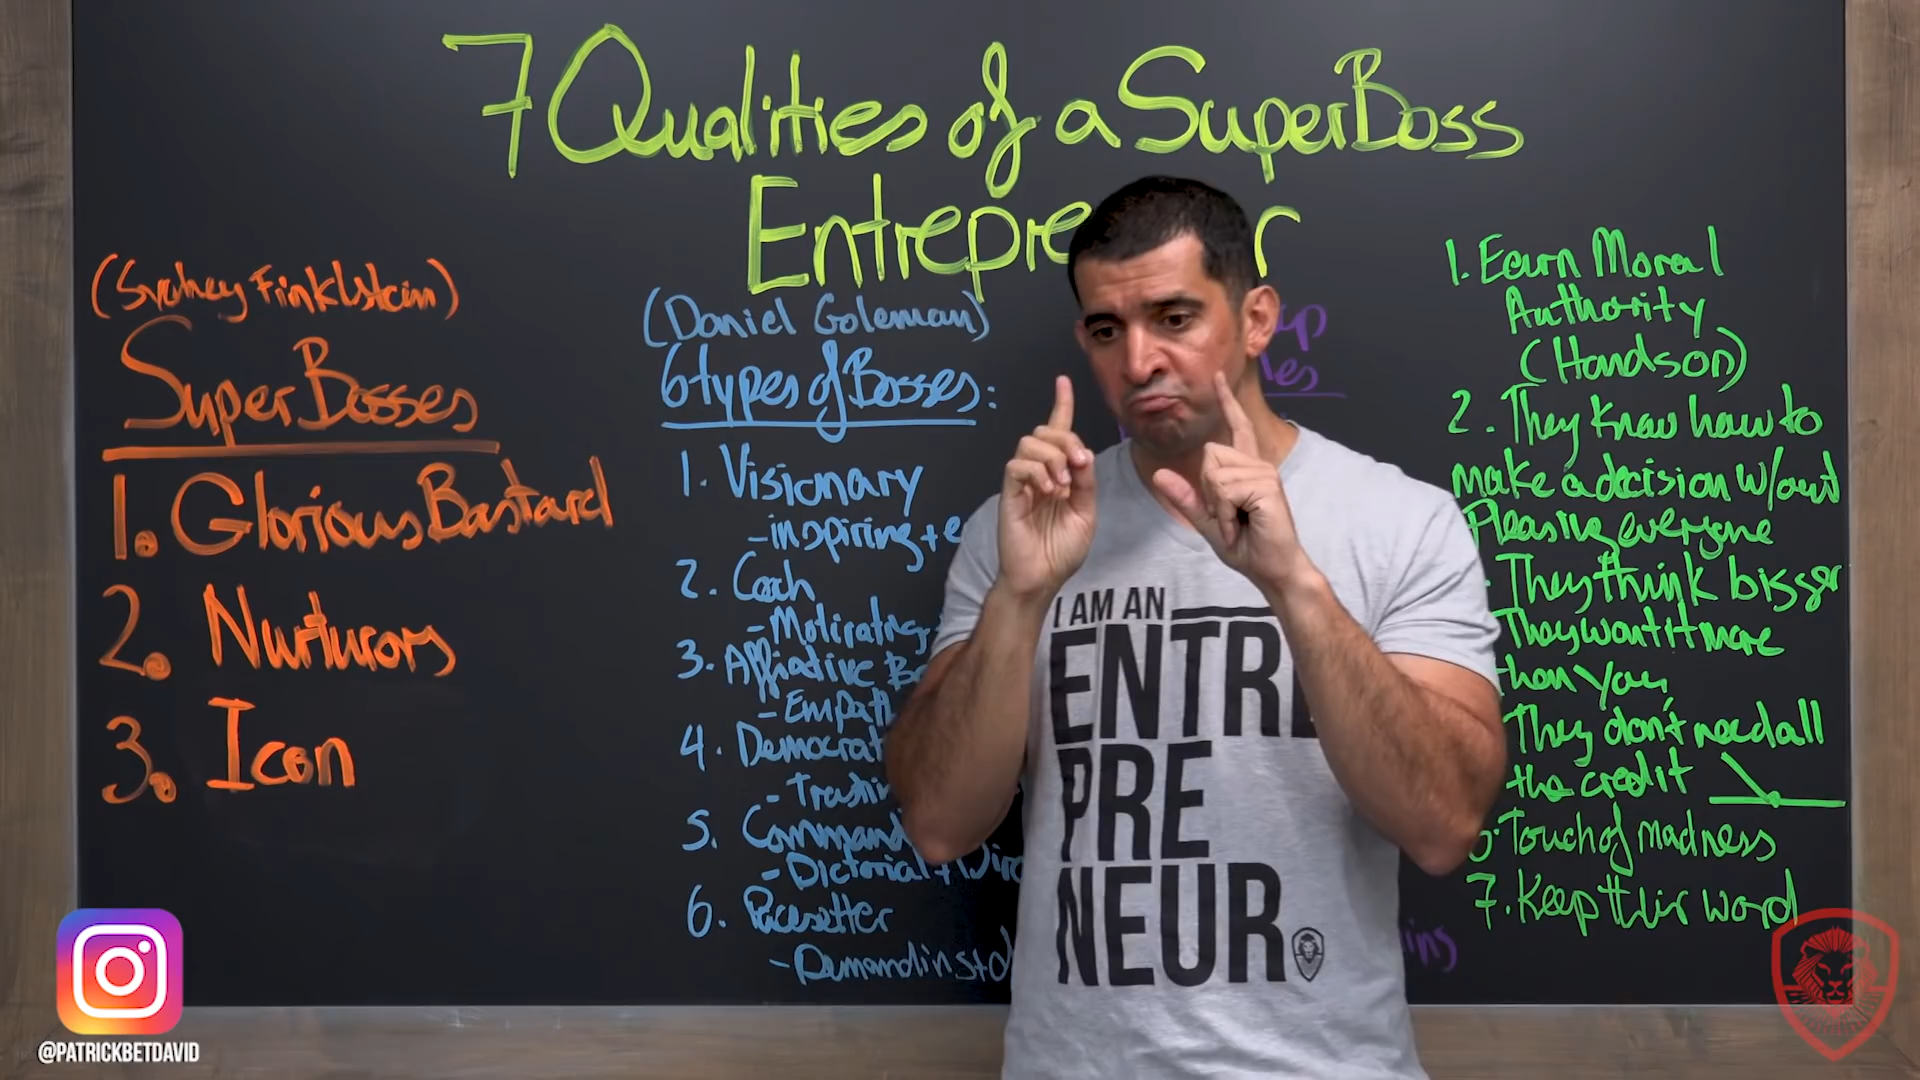 7 Qualities of a SuperBoss
Entrepre r
(Sydney Finklstein)
SuperBosses
1. Glorious Bastard
2. Nurturors
3. Icon
(Daniel Goleman)
6 types of Bosses:
1. Visionary
- inspiring + e
2. Coach
- Motivating
3. Affliative Bo
- Empath
4. Democrat
5. Command
- Dictorial + Dire
6. Pacesetter
1. Earn Moral
Authority
(Handson)
2. They know how to
make a decision w/out
Pleasing everyone
They think bigger
They want it more
than you
They don't need all
the credit
Touch of madness
7. Keep their word
I AM AN
ENTRE
PRE
NEUR.
@PATRICKBETDAVID